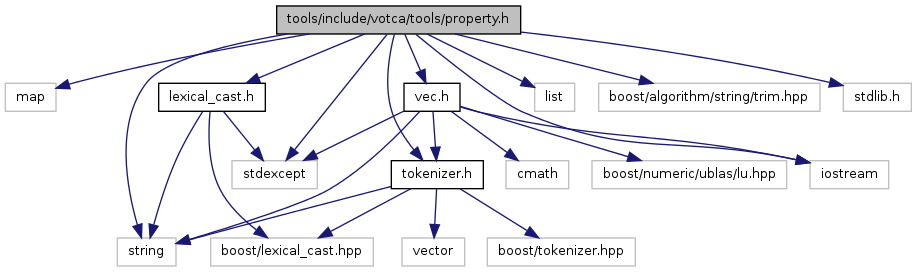 tools/include/votca/tools/property.h
map
lexical_cast.h
vec.h
list
boost/algorithm/string/trim.hpp
stdlib.h
stdexcept
tokenizer.h
cmath
boost/numeric/ublas/lu.hpp
iostream
string
boost/lexical_cast.hpp
vector
boost/tokenizer.hpp